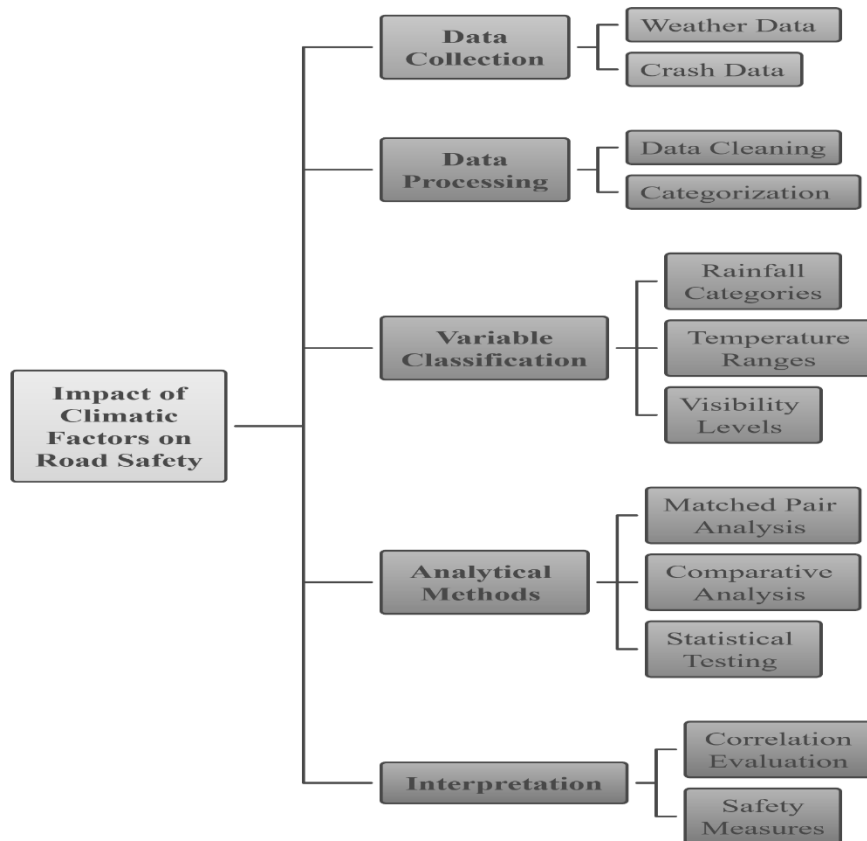 Impact of
Climatic
Factors on
Road Safety
Data
Collection
Weather Data
Crash Data
Data
Processing
Data Cleaning
Categorization
Variable
Classification
Rainfall
Categories
Temperature
Ranges
Visibility
Levels
Analytical
Methods
Matched Pair
Analysis
Comparative
Analysis
Statistical
Testing
Interpretation
Correlation
Evaluation
Safety
Measures